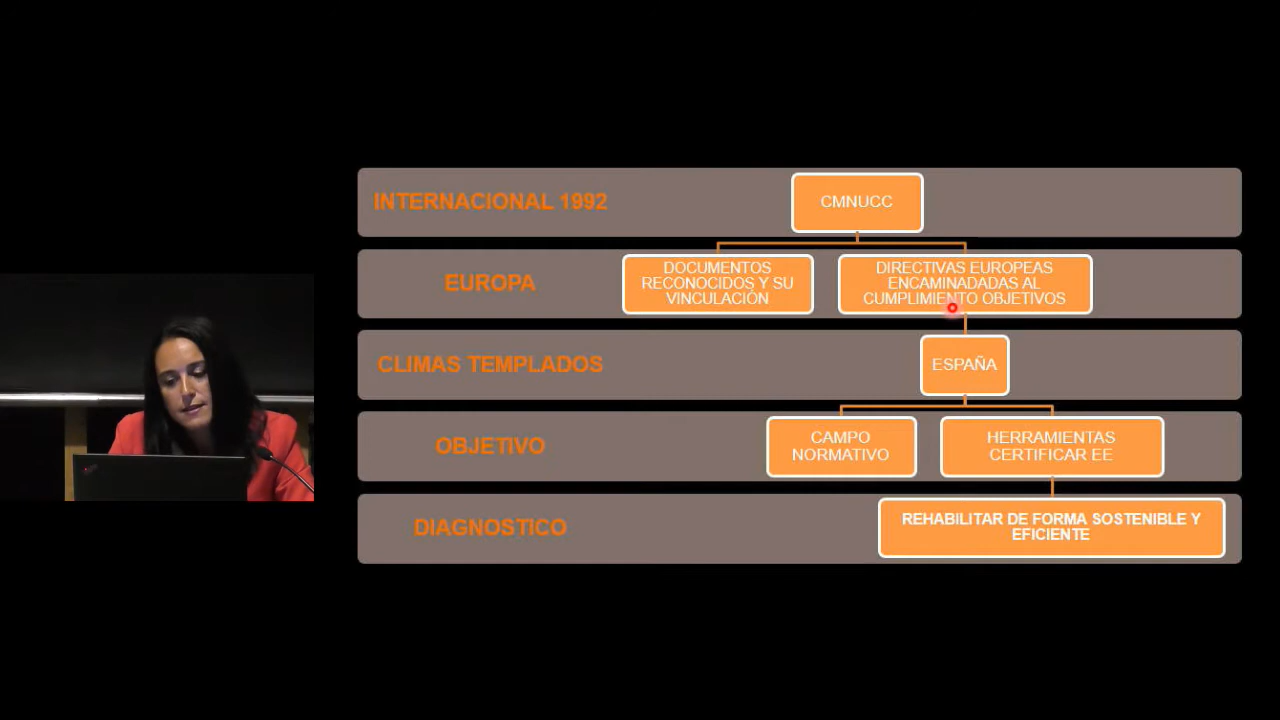 INTERNACIONAL 1992
CMNUCC
EUROPA
DOCUMENTOS
RECONOCIDOS Y SU
VINCULACIÓN
DIRECTIVAS EUROPEAS
ENCAMINADADAS AL
CUMPLIMIENTO OBJETIVOS
CLIMAS TEMPLADOS
ESPAÑA
OBJETIVO
CAMPO
NORMATIVO
HERRAMIENTAS
CERTIFICAR EE
DIAGNOSTICO
REHABILITAR DE FORMA SOSTENIBLE Y
EFICIENTE